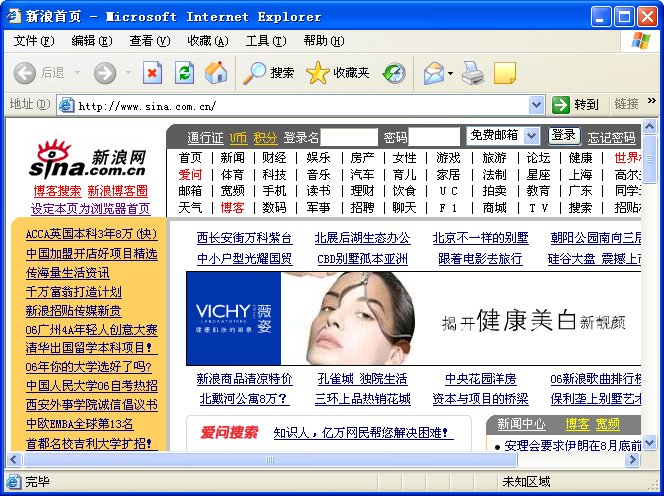 新浪首页 - Microsoft Internet Explorer
文件(F) 编辑(E) 查看(V) 收藏(A) 工具(T) 帮助(H)
后退 搜索 收藏夹
地址(D) http://www.sina.com.cn/ 转到 链接 »
通行证 U币 积分 登录名 密码 免费邮箱 登录 忘记密码
sina 新浪网
.com.cn
博客搜索 新浪博客圈
设定本页为浏览器首页
首页 | 新闻 | 财经 | 娱乐 | 房产 | 女性 | 游戏 | 旅游 | 论坛 | 健康 | 世界
爱问 | 体育 | 科技 | 音乐 | 汽车 | 育儿 | 家居 | 法制 | 星座 | 上海 | 高尔
邮箱 | 宽频 | 手机 | 读书 | 理财 | 饮食 | UC | 拍卖 | 教育 | 广东 | 同学
天气 | 博客 | 数码 | 军事 | 招聘 | 聊天 | F1 | 商城 | TV | 搜索 | 招贴
ACCA英国本科3年8万(快)
中国加盟开店好项目精选
传海量生活资讯
千万富翁打造计划
新浪招贴传媒新贵
06广州4A年轻人创意大赛
清华出国留学本科项目!
06年你的大学选好了吗?
中国人民大学06自考热招
西安外事学院诚信倡议书
中欧EMBA全球第13名
首都名校吉利大学扩招!
西长安街万科紫台 北展后湖生态办公 北京不一样的别墅 朝阳公园南向三居
中小户型光耀国贸 CBD别墅孤本亚洲 跟着电影去旅行 硅谷大盘 震撼上市
VICHY 薇姿
LABORATOIRES
健康肌肤的源泉
揭开健康美白新靓颜
新浪商品清凉特价 孔雀城 独院生活 中央花园洋房 06新浪歌曲排行榜
北戴河公寓8万? 三环上品热销花城 资本与项目的桥梁 保利垄上别墅艺术
爱问搜索 知识人,亿万网民帮您解决困难!
新闻中心 博客 宽频
• 安理会要求伊朗在8月底前
完毕 未知区域